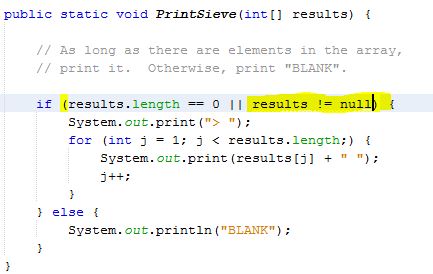 public static void PrintSieve(int[] results) {
// As long as there are elements in the array,
// print it.  Otherwise, print "BLANK".
if (results.length == 0 || results != null) {
System.out.print("> ");
for (int j = 1; j < results.length;) {
System.out.print(results[j] + " ");
j++;
}
} else {
System.out.println("BLANK");
}
}